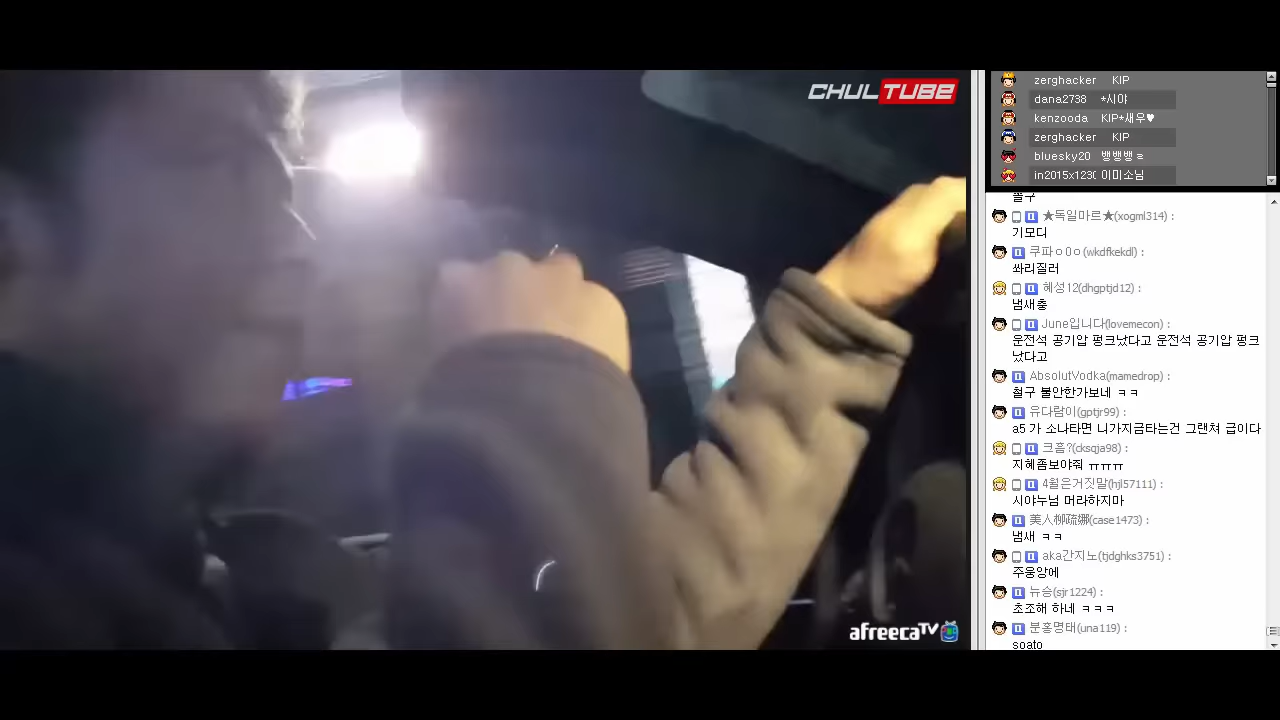 CHULTUBE
afreecaTV
zerghacker KIP
dana2738 *시야
kenzooda KIP*새우♥
zerghacker KIP
bluesky20 뱅뱅뱅ㄹ
in2015x123( 이미소님
철구
★독일마르★(xogml314) :
기모디
쿠파ㅇ0ㅇ(wkdfkekdl) :
쏴리질러
혜성12(dhgptjd12) :
냄새충
June입니다(lovemecon) :
운전석 공기압 펑크났다고 운전석 공기압 펑크
났다고
AbsolutVodka(mamedrop) :
철구 불안한가보네 ㅋㅋ
유다람이(gptjr99) :
a5 가 소나타면 니가지금타는건 그랜쳐 급이다
크홈?(cksqja98) :
지혜좀보야줘 ㅠㅠㅠ
4월은거짓말(hjl57111) :
시야누님 머라하지마
美人柳疏娜(case1473) :
냄새 ㅋㅋ
aka간지노(tjdghks3751) :
주웅앙에
뉴숭(sjr1224) :
초조해 하네 ㅋㅋㅋ
분홍명태(una119) :
soato